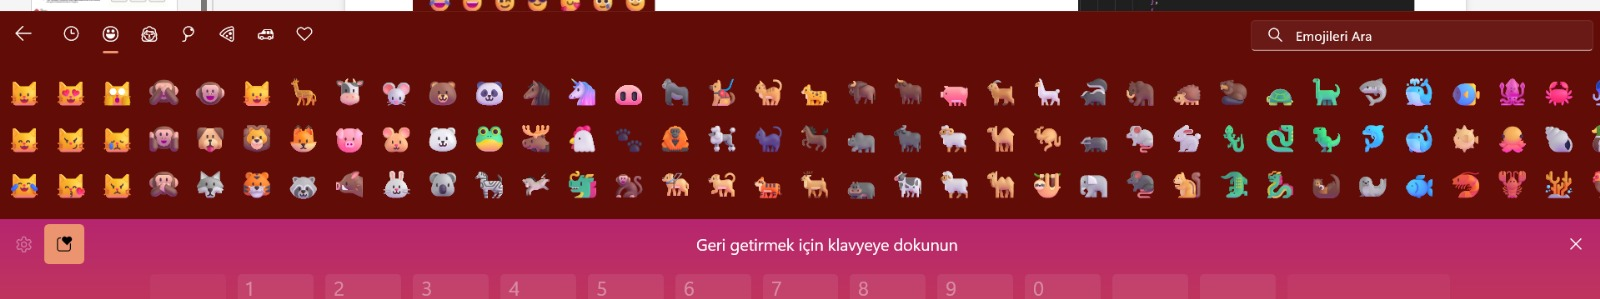 Emojileri Ara
Geri getirmek için klavyeye dokunun
1 2 3 4 5 6 7 8 9 0